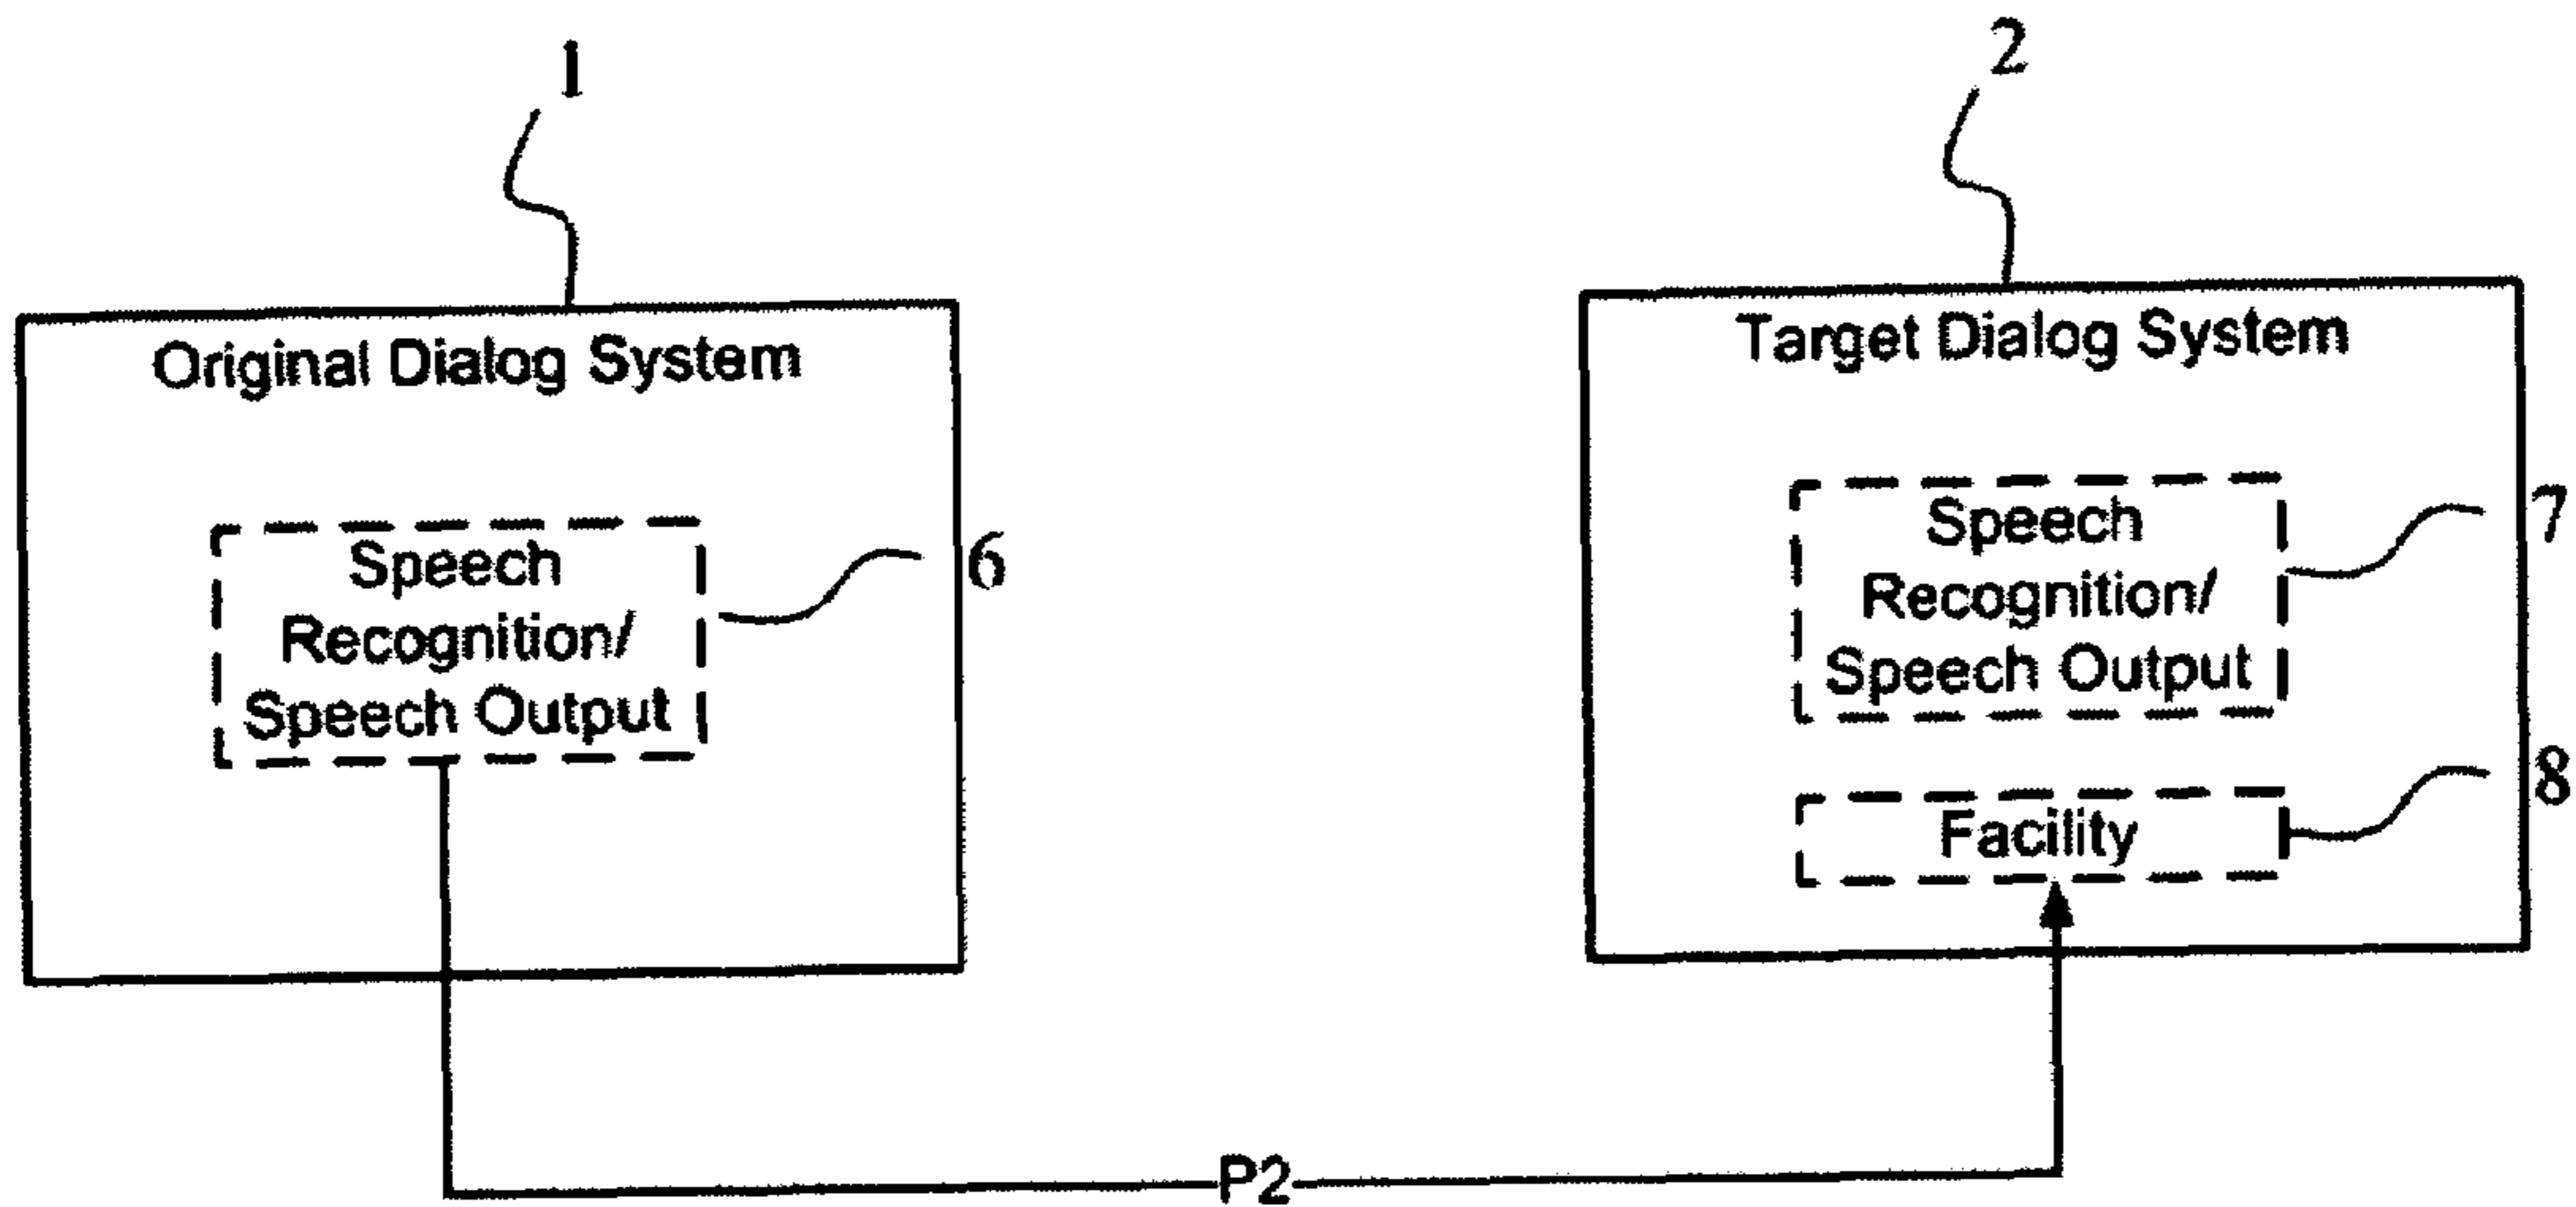 1
2
Original Dialog System
Target Dialog System
Speech
Recognition/
Speech Output
6
Speech
Recognition/
Speech Output
7
Facility
8
P2